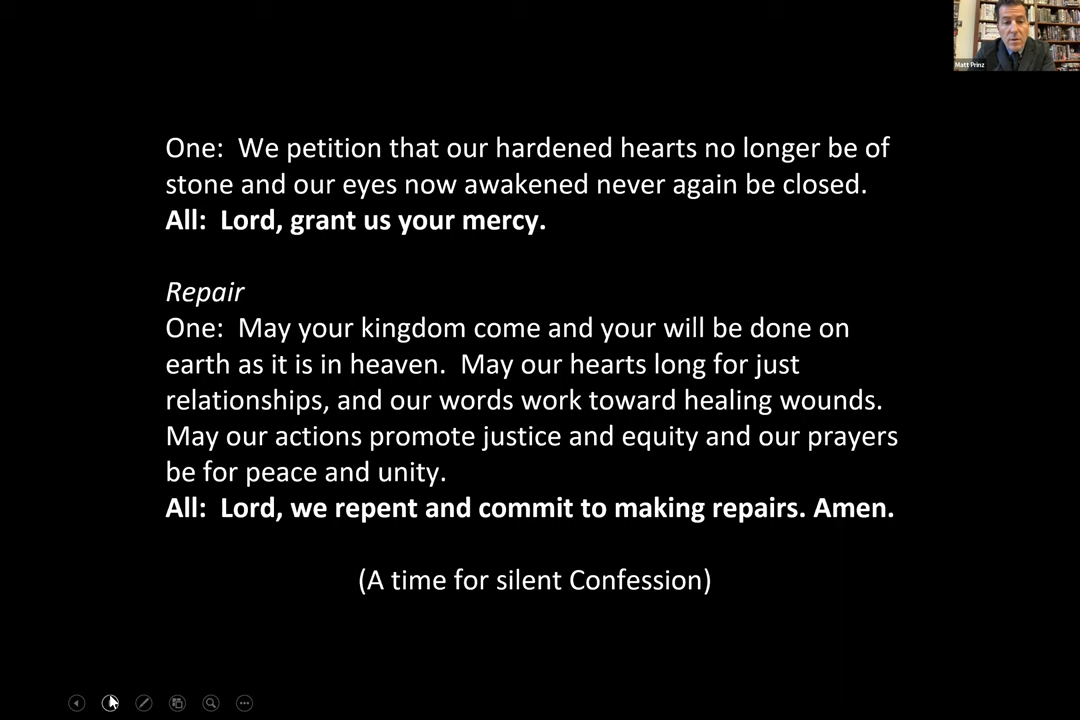 Matt Prinz
One: We petition that our hardened hearts no longer be of
stone and our eyes now awakened never again be closed.
All: Lord, grant us your mercy.
Repair
One: May your kingdom come and your will be done on
earth as it is in heaven. May our hearts long for just
relationships, and our words work toward healing wounds.
May our actions promote justice and equity and our prayers
be for peace and unity.
All: Lord, we repent and commit to making repairs. Amen.
(A time for silent Confession)